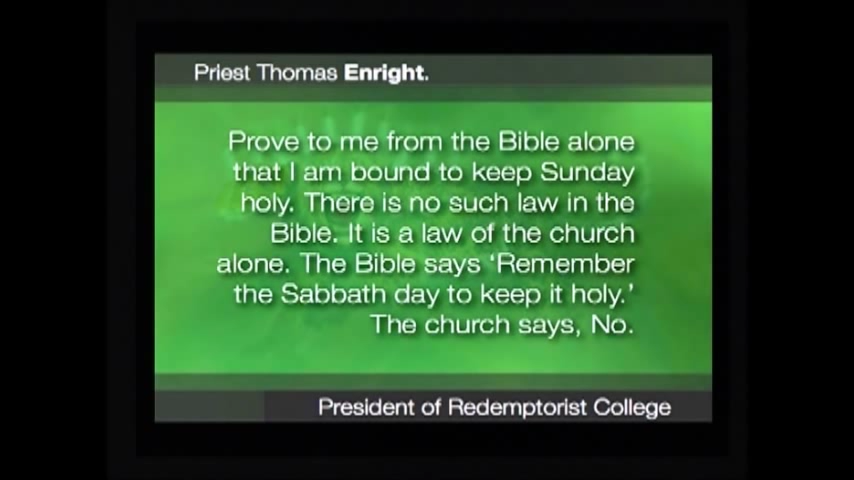 Priest Thomas Enright.
Prove to me from the Bible alone
that I am bound to keep Sunday
holy. There is no such law in the
Bible. It is a law of the church
alone. The Bible says ‘Remember
the Sabbath day to keep it holy.’
The church says, No.
President of Redemptorist College